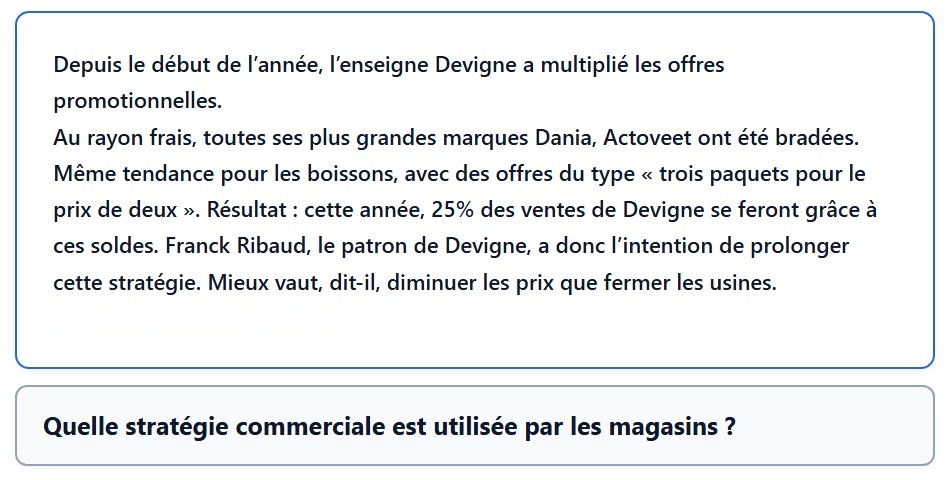 Depuis le début de l’année, l’enseigne Devigne a multiplié les offres
promotionnelles.
Au rayon frais, toutes ses plus grandes marques Dania, Actoveet ont été bradées.
Même tendance pour les boissons, avec des offres du type « trois paquets pour le
prix de deux ». Résultat : cette année, 25% des ventes de Devigne se feront grâce à
ces soldes. Franck Ribaud, le patron de Devigne, a donc l’intention de prolonger
cette stratégie. Mieux vaut, dit-il, diminuer les prix que fermer les usines.
Quelle stratégie commerciale est utilisée par les magasins ?